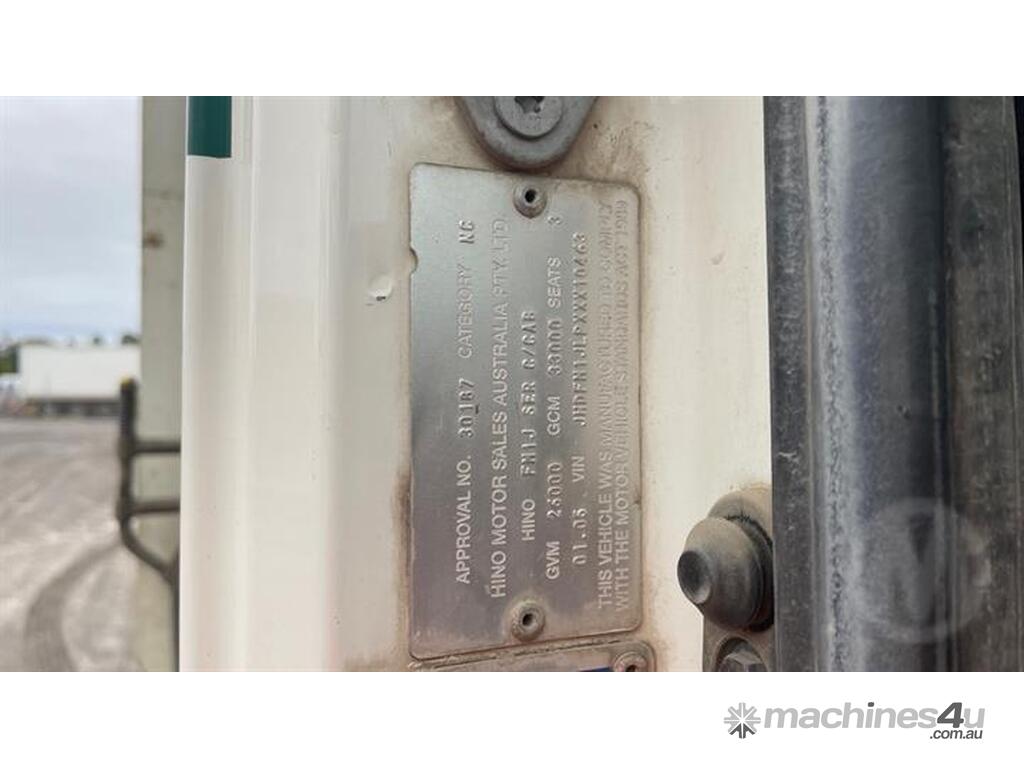 APPROVAL NO. 30187 CATEGORY NC
HINO MOTOR SALES AUSTRALIA PTY. LTD.
HINO FM1J SER G/CAB
GVM 26000 GCM 33000 SEATS 3
01.06 VIN JHDFM1JLPXXX10463
THIS VEHICLE WAS MANUFACTURED TO COMPLY
WITH THE MOTOR VEHICLE STANDARDS ACT 1989
machines4u
.com.au